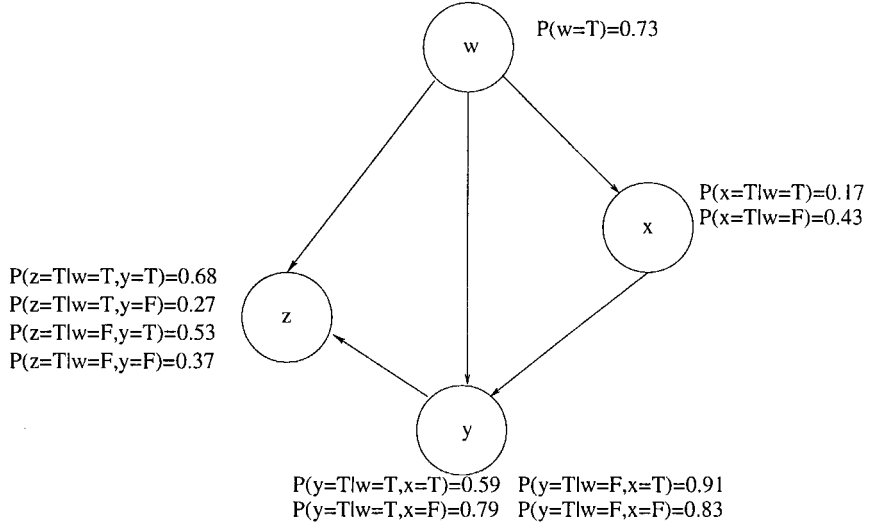 w
P(w=T)=0.73
P(x=T|w=T)=0.17
P(x=T|w=F)=0.43
x
P(z=T|w=T,y=T)=0.68
P(z=T|w=T,y=F)=0.27
P(z=T|w=F,y=T)=0.53
P(z=T|w=F,y=F)=0.37
z
y
P(y=T|w=T,x=T)=0.59 P(y=T|w=F,x=T)=0.91
P(y=T|w=T,x=F)=0.79 P(y=T|w=F,x=F)=0.83